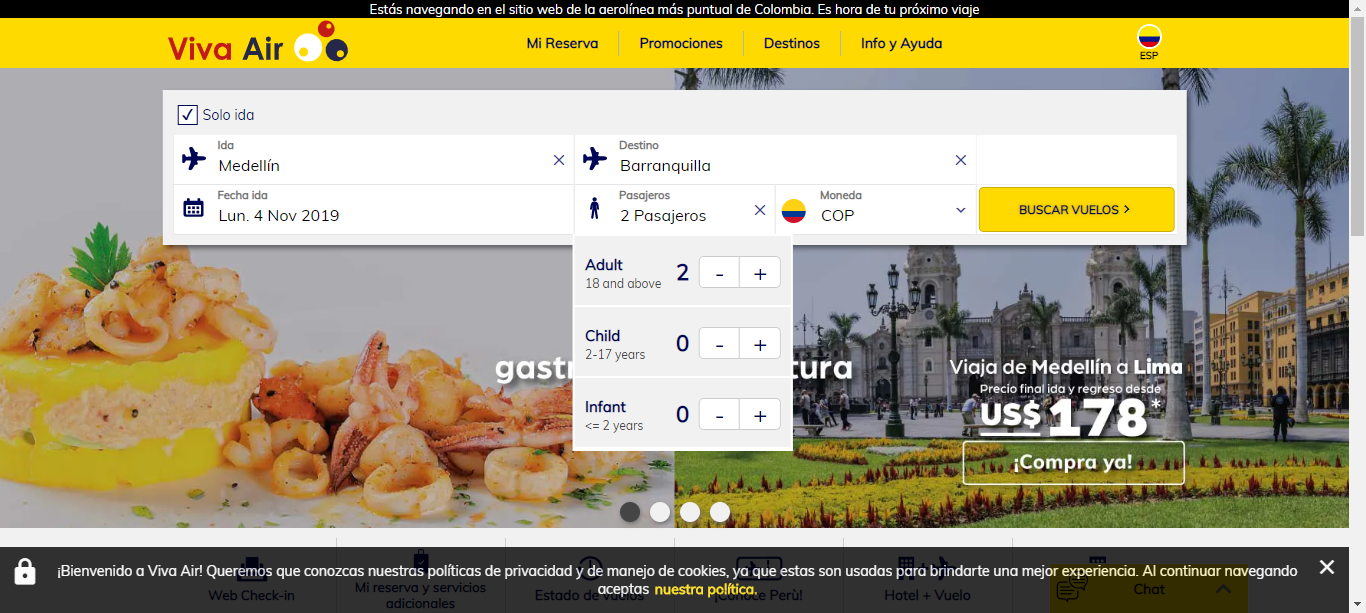 Estás navegando en el sitio web de la aerolínea más puntual de Colombia. Es hora de tu próximo viaje
Viva Air
Mi Reserva
Promociones
Destinos
Info y Ayuda
ESP
Solo ida
Ida
Medellín
Destino
Barranquilla
Fecha ida
Lun. 4 Nov 2019
Pasajeros
2 Pasajeros
Moneda
COP
BUSCAR VUELOS >
Adult
18 and above
2
-
+
Child
2-17 years
0
-
+
Infant
<= 2 years
0
-
+
Viaja de Medellín a Lima
Precio final ida y regreso desde
US$ 178*
¡Compra ya!
¡Bienvenido a Viva Air! Queremos que conozcas nuestras políticas de privacidad y de manejo de cookies, ya que estas son usadas para brindarte una mejor experiencia. Al continuar navegando
aceptas nuestra política.
Web Check-in
Mi reserva y servicios
adicionales
Estado de vuelos
¡Conoce Perú!
Hotel + Vuelo
Chat